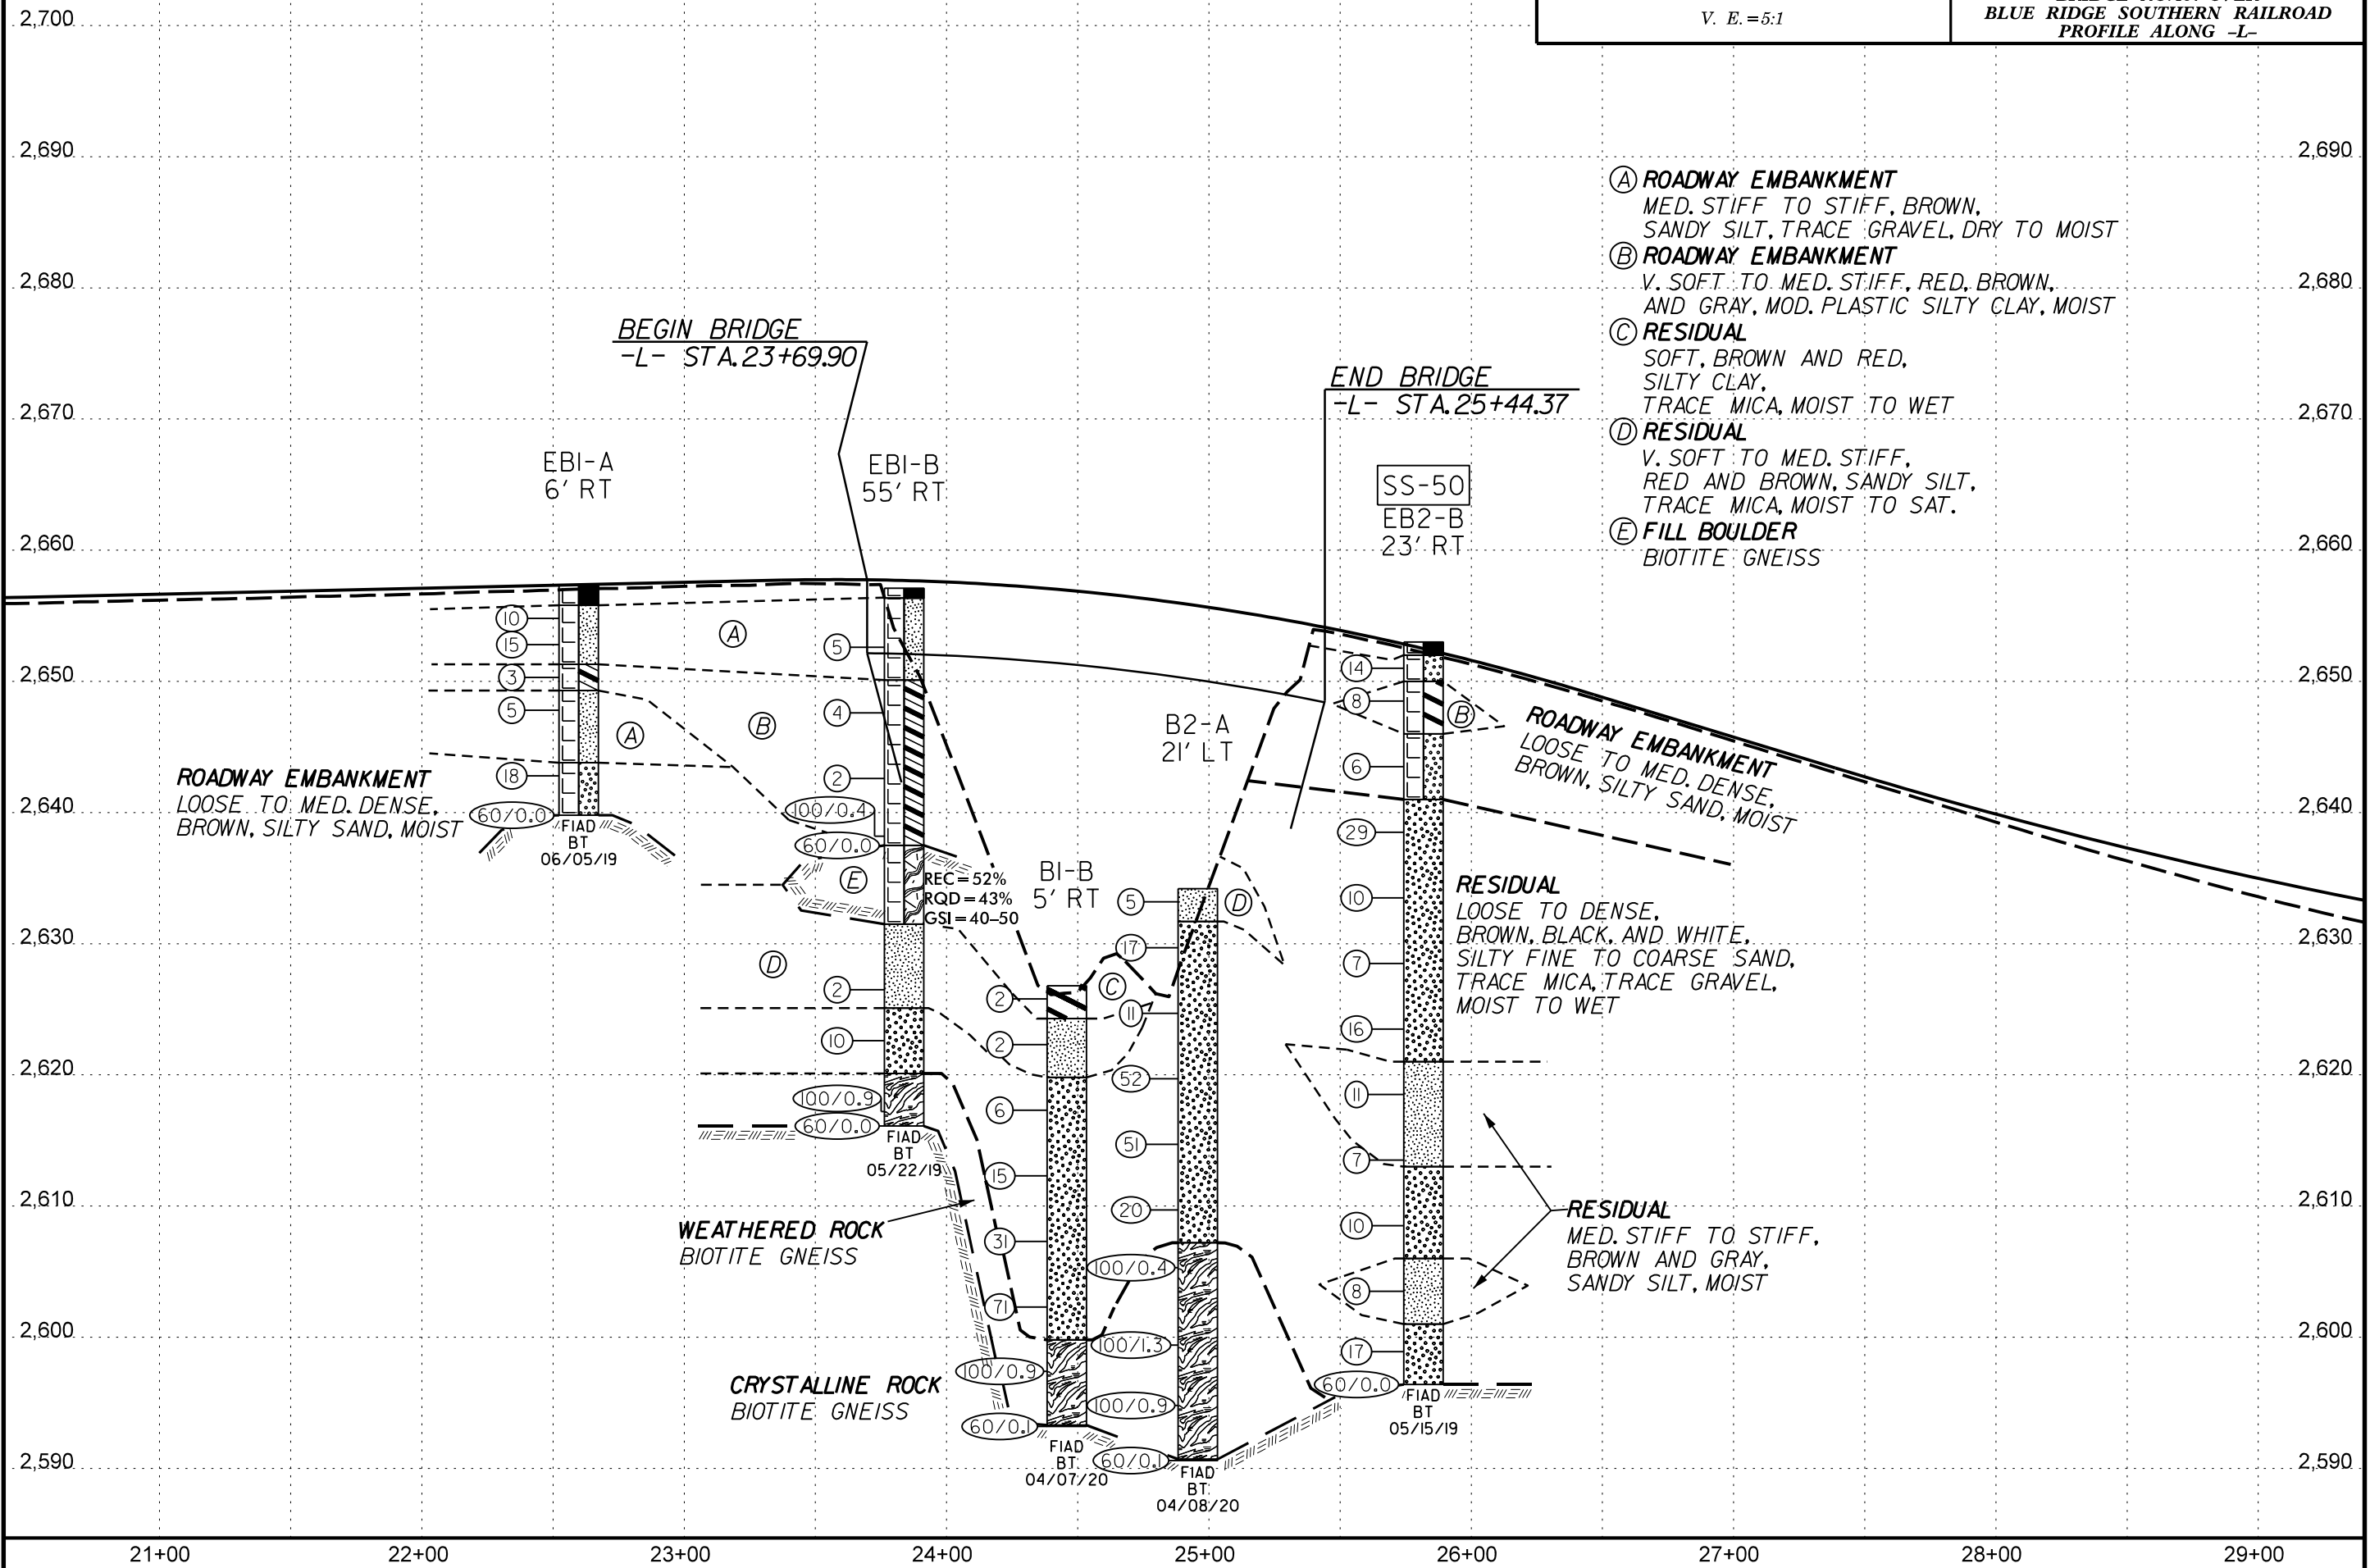 2,700
V. E.=5:1
BLUE RIDGE SOUTHERN RAILROAD
PROFILE ALONG –L–
2,690
2,690
Ⓐ ROADWAY EMBANKMENT
MED. STIFF TO STIFF, BROWN,
SANDY SILT, TRACE GRAVEL, DRY TO MOIST
Ⓑ ROADWAY EMBANKMENT
V. SOFT TO MED. STIFF, RED, BROWN,
AND GRAY, MOD. PLASTIC SILTY CLAY, MOIST
2,680
2,680
Ⓒ RESIDUAL
SOFT, BROWN AND RED,
SILTY CLAY,
TRACE MICA, MOIST TO WET
Ⓓ RESIDUAL
V. SOFT TO MED. STIFF,
RED AND BROWN, SANDY SILT,
TRACE MICA, MOIST TO SAT.
Ⓔ FILL BOULDER
BIOTITE GNEISS
BEGIN BRIDGE
-L- STA. 23+69.90
END BRIDGE
-L- STA. 25+44.37
2,670
2,670
EB1-A
6' RT
EB1-B
55' RT
SS-50
EB2-B
23' RT
2,660
2,660
10
15
3
5
18
60/0.0
FIAD
BT
06/05/19
A
B
A
5
4
2
100/0.4
60/0.0
E
REC=52%
RQD=43%
GSI=40–50
D
2
10
100/0.9
60/0.0
FIAD
BT
05/22/19
2,650
2,650
ROADWAY EMBANKMENT
LOOSE TO MED. DENSE,
BROWN, SILTY SAND, MOIST
2,640
2,640
B1-B
5' RT
2
2
6
15
31
71
100/0.9
60/0.1
FIAD
BT
04/07/20
C
B2-A
21' LT
5
17
11
52
51
20
100/0.4
100/1.3
100/0.9
60/0.1
FIAD
BT
04/08/20
D
14
8
6
29
10
7
16
11
7
10
8
17
60/0.0
FIAD
BT
05/15/19
B
ROADWAY EMBANKMENT
LOOSE TO MED. DENSE,
BROWN, SILTY SAND, MOIST
RESIDUAL
LOOSE TO DENSE,
BROWN, BLACK, AND WHITE,
SILTY FINE TO COARSE SAND,
TRACE MICA, TRACE GRAVEL,
MOIST TO WET
2,630
2,630
2,620
2,620
2,610
2,610
WEATHERED ROCK
BIOTITE GNEISS
RESIDUAL
MED. STIFF TO STIFF,
BROWN AND GRAY,
SANDY SILT, MOIST
2,600
2,600
CRYSTALLINE ROCK
BIOTITE GNEISS
2,590
2,590
21+00
22+00
23+00
24+00
25+00
26+00
27+00
28+00
29+00